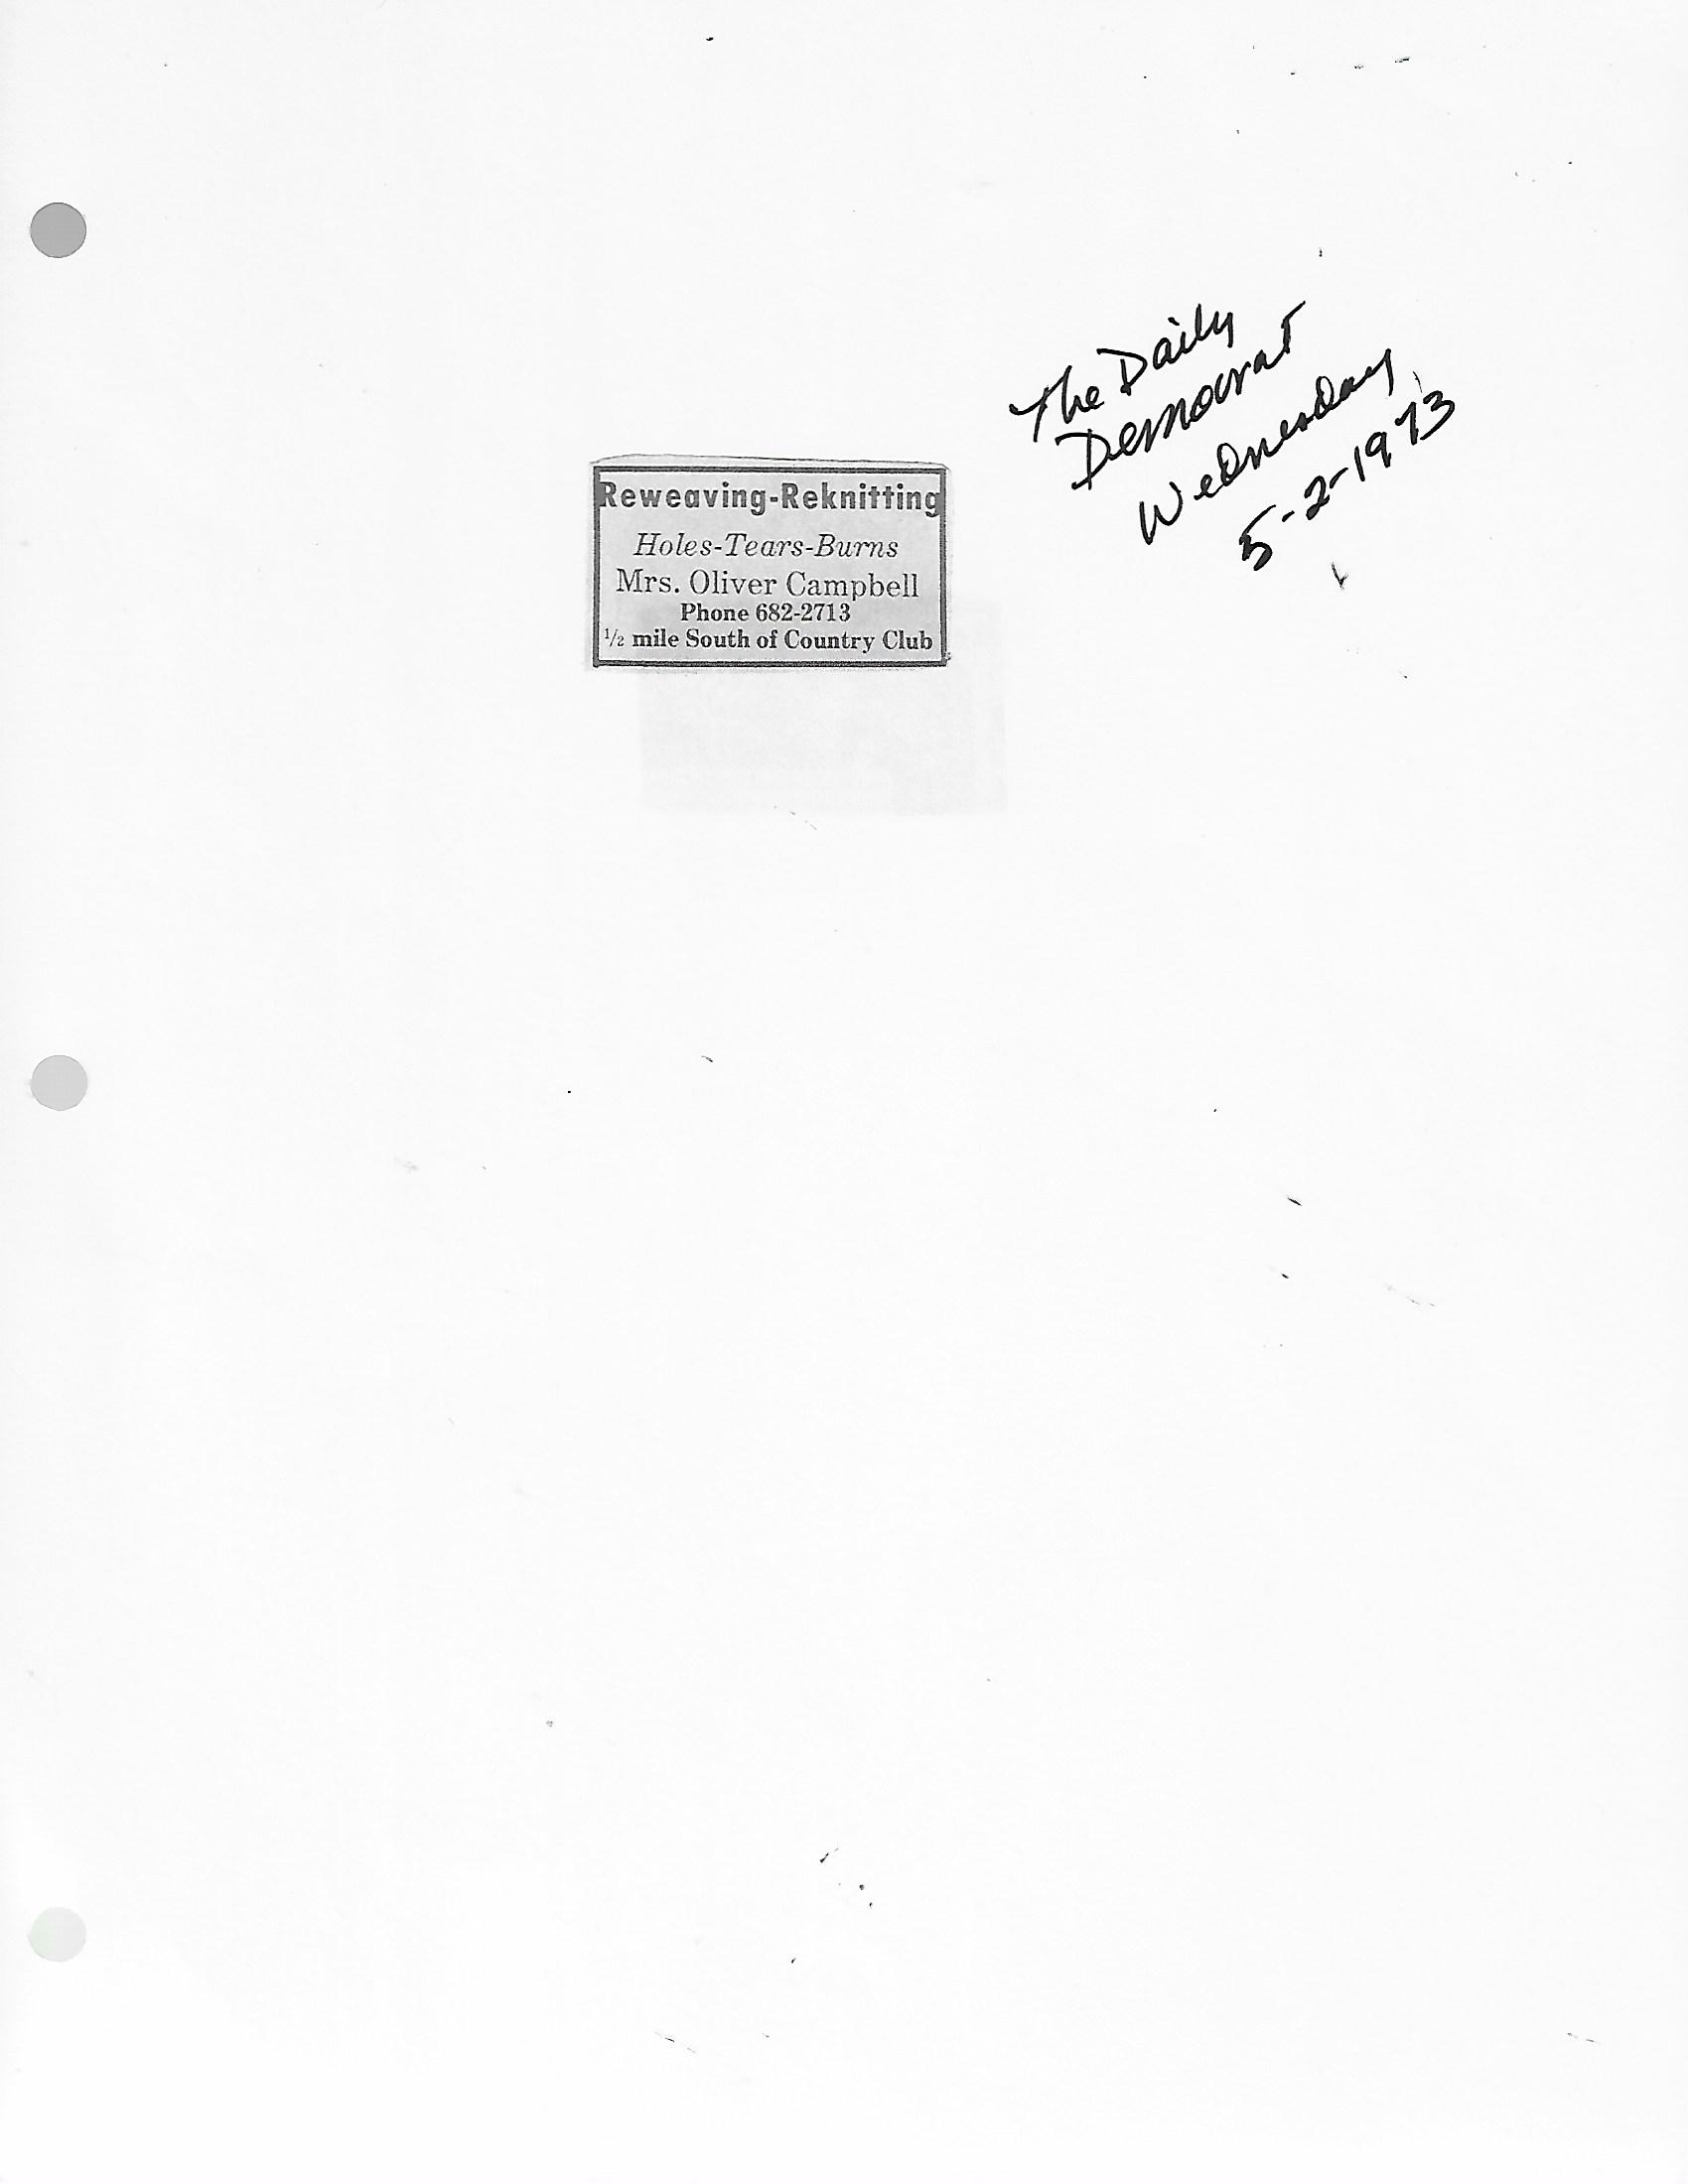 The Daily
Democrat
Wednesday
5-2-1973
Reweaving-Reknitting
Holes-Tears-Burns
Mrs. Oliver Campbell
Phone 682-2713
½ mile South of Country Club